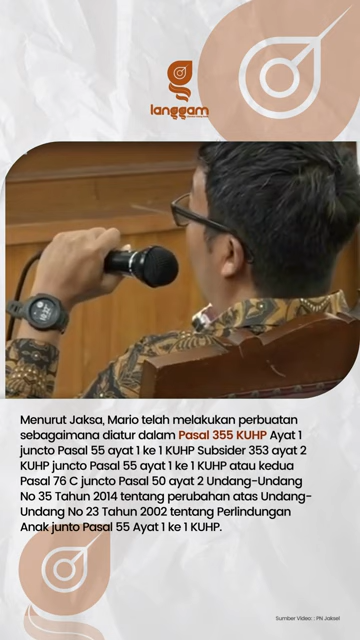 langgam
Menurut Jaksa, Mario telah melakukan perbuatan
sebagaimana diatur dalam Pasal 355 KUHP Ayat 1
juncto Pasal 55 ayat 1 ke 1 KUHP Subsider 353 ayat 2
KUHP juncto Pasal 55 ayat 1 ke 1 KUHP atau kedua
Pasal 76 C juncto Pasal 50 ayat 2 Undang-Undang
No 35 Tahun 2014 tentang perubahan atas Undang-
Undang No 23 Tahun 2002 tentang Perlindungan
Anak junto Pasal 55 Ayat 1 ke 1 KUHP.
Sumber Video: : PN Jaksel